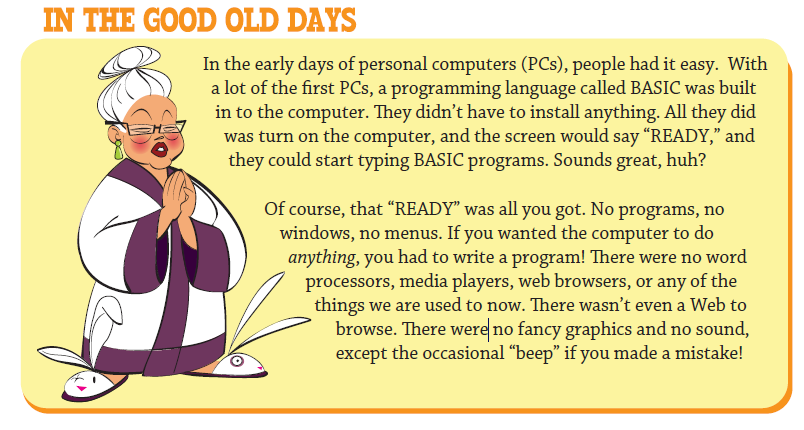 IN THE GOOD OLD DAYS
In the early days of personal computers (PCs), people had it easy. With
a lot of the first PCs, a programming language called BASIC was built
in to the computer. They didn’t have to install anything. All they did
was turn on the computer, and the screen would say “READY,” and
they could start typing BASIC programs. Sounds great, huh?
Of course, that “READY” was all you got. No programs, no
windows, no menus. If you wanted the computer to do
anything, you had to write a program! There were no word
processors, media players, web browsers, or any of the
things we are used to now. There wasn’t even a Web to
browse. There were no fancy graphics and no sound,
except the occasional “beep” if you made a mistake!